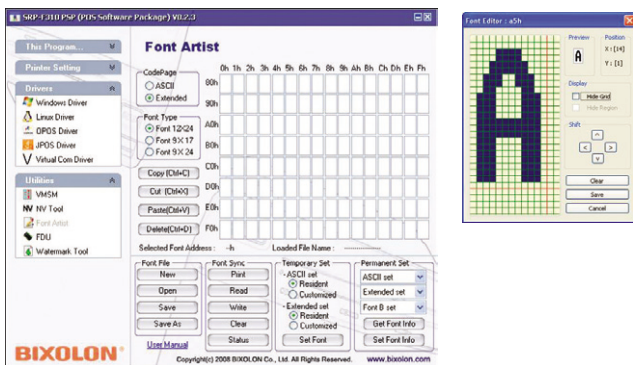 SRP-F310 PSP (POS Software Package) V0.2.3
This Program...
Printer Setting
Drivers
Windows Driver
Linux Driver
OPOS Driver
JPOS Driver
Virtual Com Driver
Utilities
VMSM
NV NV Tool
Font Artist
FDU
Watermark Tool
BIXOLON®
Font Artist
CodePage
ASCII
Extended
Font Type
Font 12X24
Font 9X17
Font 9X24
Copy (Ctrl+C)
Cut (Ctrl+X)
Paste(Ctrl+V)
Delete(Ctrl+D)
0h 1h 2h 3h 4h 5h 6h 7h 8h 9h Ah Bh Ch Dh Eh Fh
80h
90h
A0h
B0h
C0h
D0h
E0h
F0h
Selected Font Address : --h Loaded File Name : --------------
Font File
New
Open
Save
Save As
User Manual
Font Sync
Print
Read
Write
Clear
Status
Temporary Set
- ASCII set
Resident
Customized
- Extended set
Resident
Customized
Set Font
Permanent Set
ASCII set
Extended set
Font B set
Get Font Info
Set Font Info
Copyright(c) 2008 BIXOLON Co., Ltd. All Rights Reserved. www.bixolon.com
Font Editor : a5h
Preview
A
Position
X : [14]
Y : [1]
Display
Hide Grid
Hide Region
Shift
Clear
Save
Cancel